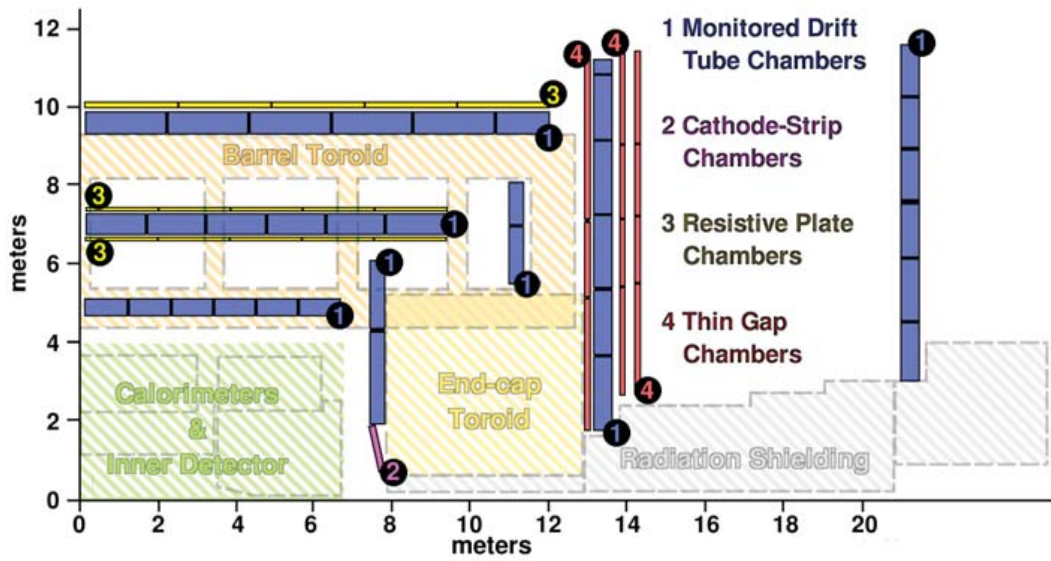 12
10
8
6
4
2
0
meters
0 2 4 6 8 10 12 14 16 18 20
meters
1 Monitored Drift
Tube Chambers
2 Cathode-Strip
Chambers
3 Resistive Plate
Chambers
4 Thin Gap
Chambers
4
4
1
3
1
Barrel Toroid
3
1
3
1
1
1
Calorimeters
&
Inner Detector
End-cap
Toroid
4
1
2
Radiation Shielding